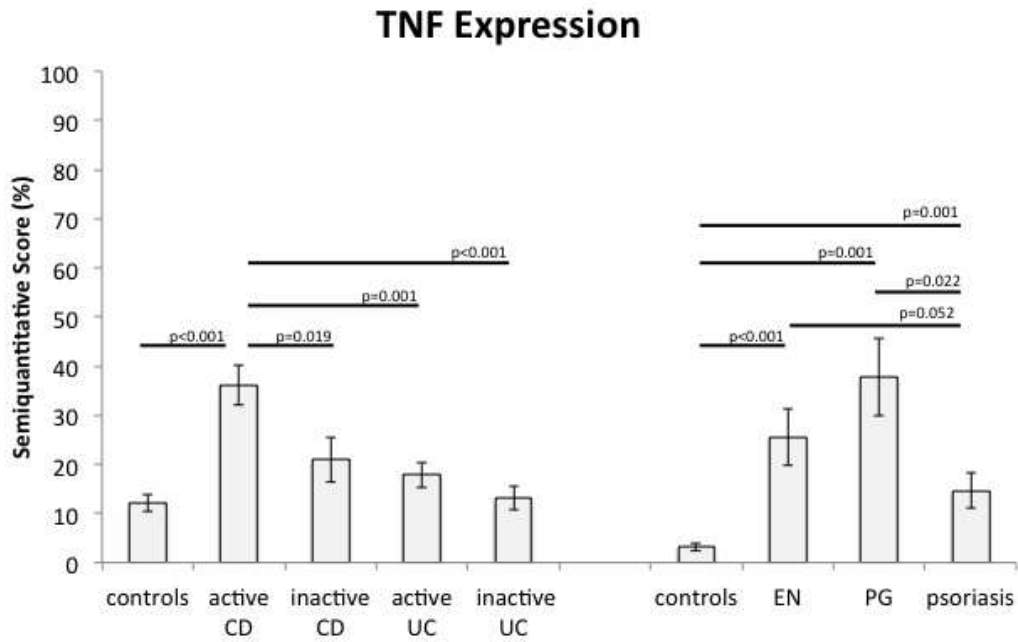 TNF Expression
Semiquantitative Score (%)
100
90
80
70
60
50
40
30
20
10
0
p<0.001
p=0.019
p=0.001
p<0.001
p=0.001
p=0.001
p=0.022
p=0.052
p<0.001
controls
active
CD
inactive
CD
active
UC
inactive
UC
controls
EN
PG
psoriasis